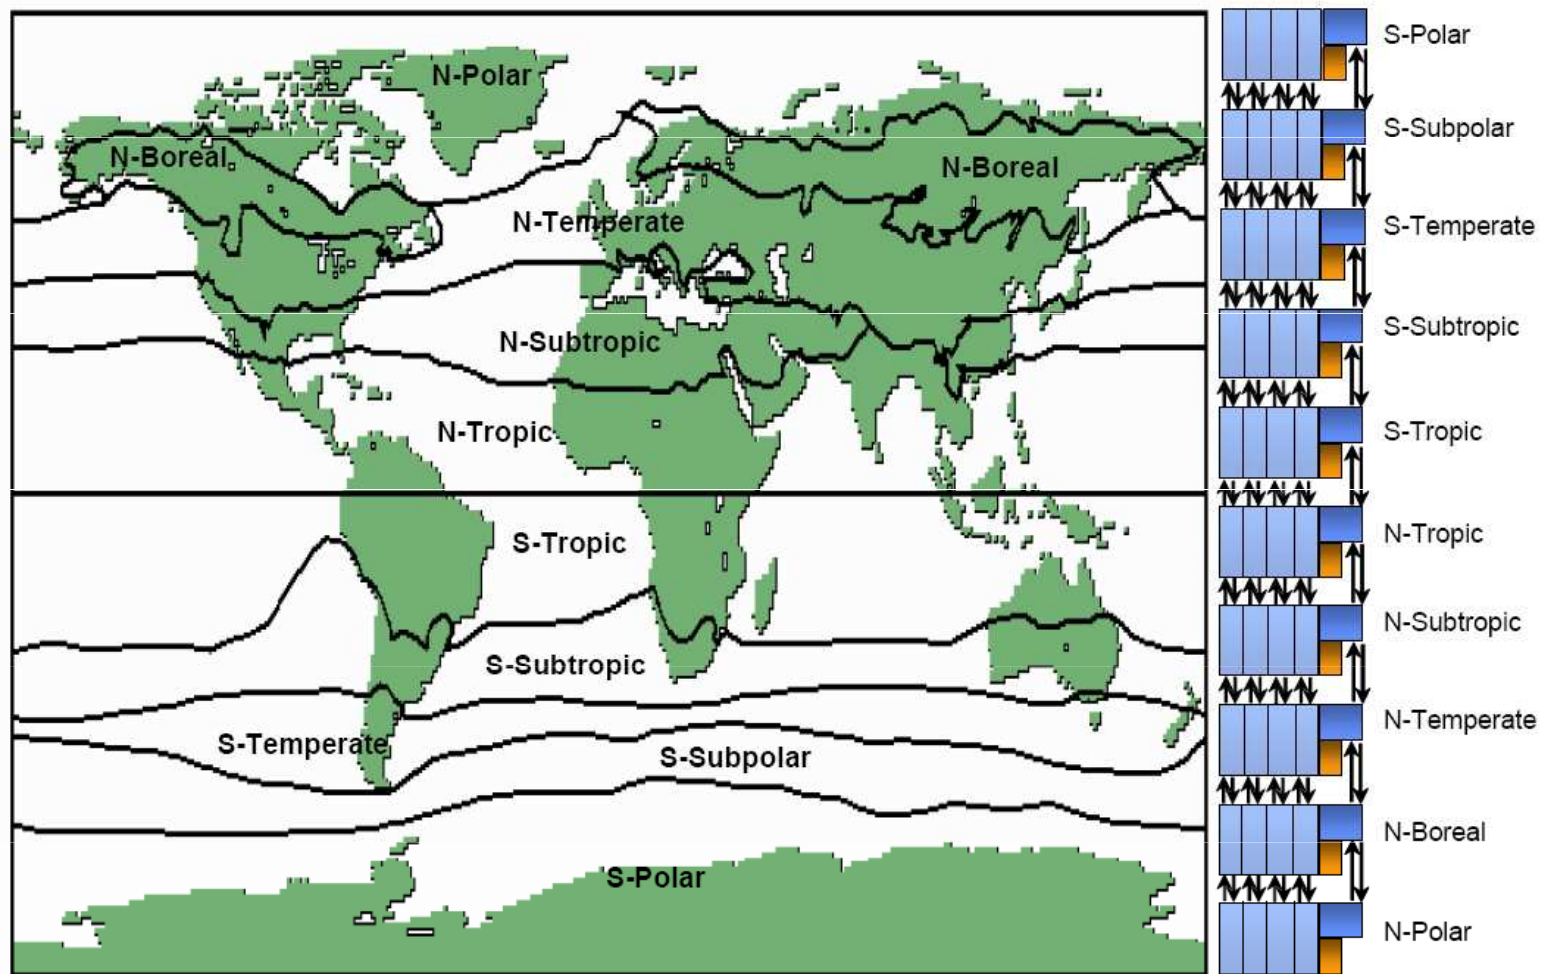 N-Polar
N-Boreal
N-Boreal
N-Temperate
N-Subtropic
N-Tropic
S-Tropic
S-Subtropic
S-Temperate
S-Subpolar
S-Polar
S-Polar
S-Subpolar
S-Temperate
S-Subtropic
S-Tropic
N-Tropic
N-Subtropic
N-Temperate
N-Boreal
N-Polar